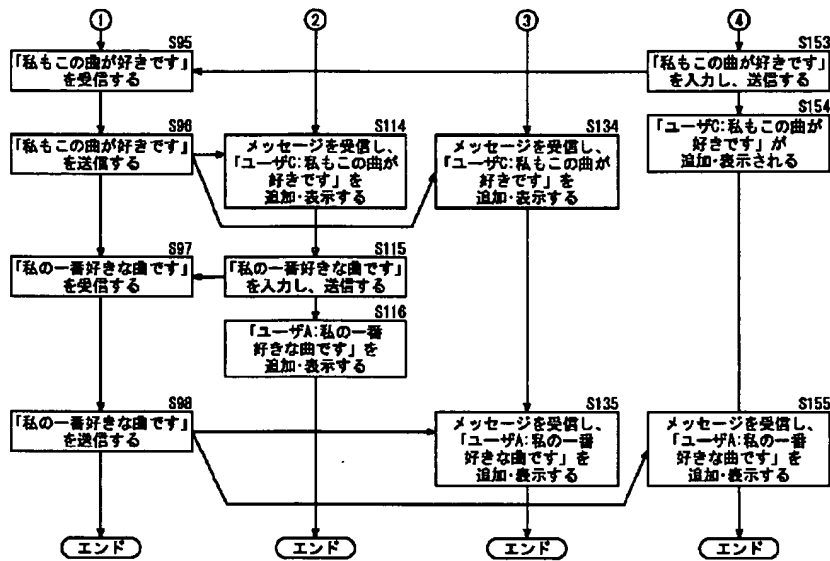 ① ② ③ ④
S95
「私もこの曲が好きです」
を受信する
S153
「私もこの曲が好きです」
を入力し、送信する
S96
「私もこの曲が好きです」
を送信する
S114
メッセージを受信し、
「ユーザC:私もこの曲が
好きです」を
追加・表示する
S134
メッセージを受信し、
「ユーザC:私もこの曲が
好きです」を
追加・表示する
S154
「ユーザC:私もこの曲が
好きです」が
追加・表示される
S97
「私の一番好きな曲です」
を受信する
S115
「私の一番好きな曲です」
を入力し、送信する
S116
「ユーザA:私の一番
好きな曲です」を
追加・表示する
S98
「私の一番好きな曲です」
を送信する
S135
メッセージを受信し、
「ユーザA:私の一番
好きな曲です」を
追加・表示する
S155
メッセージを受信し、
「ユーザA:私の一番
好きな曲です」を
追加・表示する
エンド エンド エンド エンド